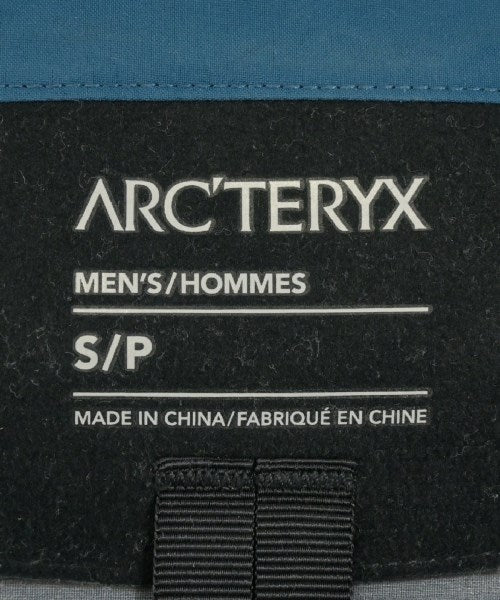 ARC'TERYX
MEN'S/HOMMES
S/P
MADE IN CHINA/FABRIQUÉ EN CHINE